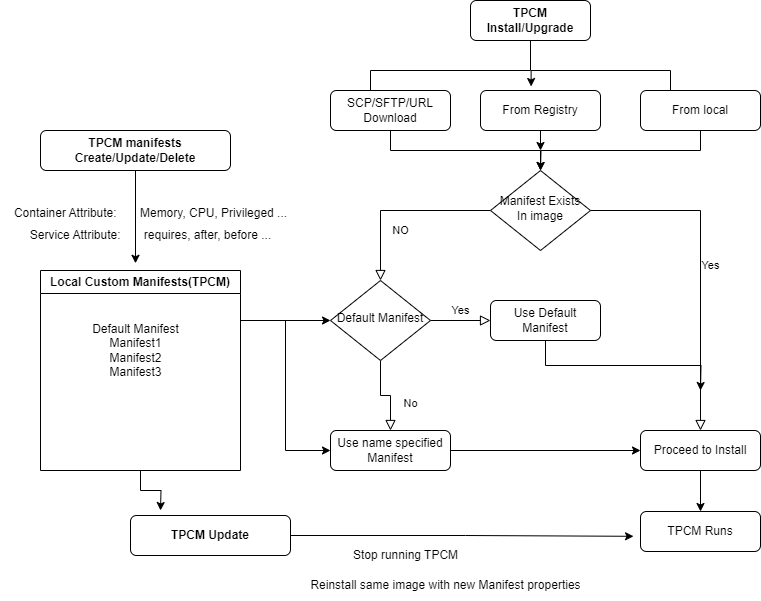 TPCM
Install/Upgrade
SCP/SFTP/URL
Download
From Registry
From local
TPCM manifests
Create/Update/Delete
Container Attribute: Memory, CPU, Privileged ...
Service Attribute: requires, after, before ...
Manifest Exists
In image
NO
Yes
Local Custom Manifests(TPCM)
Default Manifest
Manifest1
Manifest2
Manifest3
Default Manifest
Yes
Use Default
Manifest
No
Use name specified
Manifest
Proceed to Install
TPCM Update
TPCM Runs
Stop running TPCM
Reinstall same image with new Manifest properties